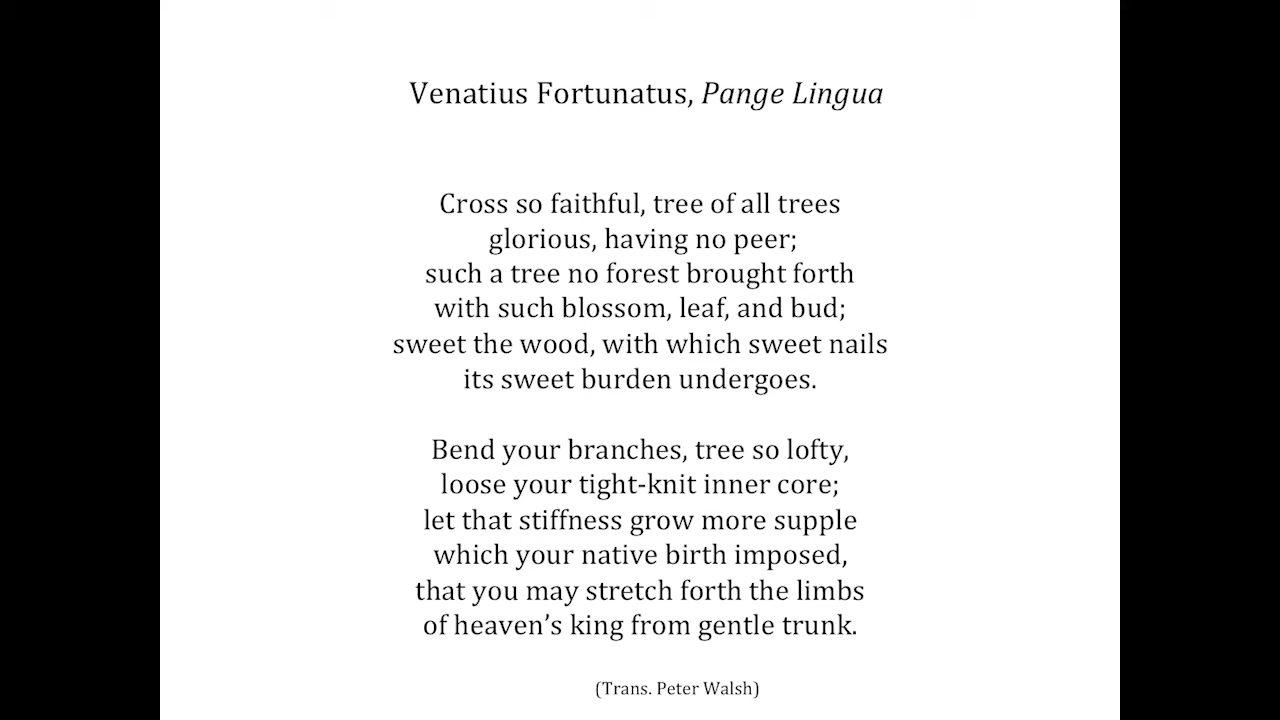 Venatius Fortunatus, Pange Lingua
Cross so faithful, tree of all trees
glorious, having no peer;
such a tree no forest brought forth
with such blossom, leaf, and bud;
sweet the wood, with which sweet nails
its sweet burden undergoes.
Bend your branches, tree so lofty,
loose your tight-knit inner core;
let that stiffness grow more supple
which your native birth imposed,
that you may stretch forth the limbs
of heaven’s king from gentle trunk.
(Trans. Peter Walsh)